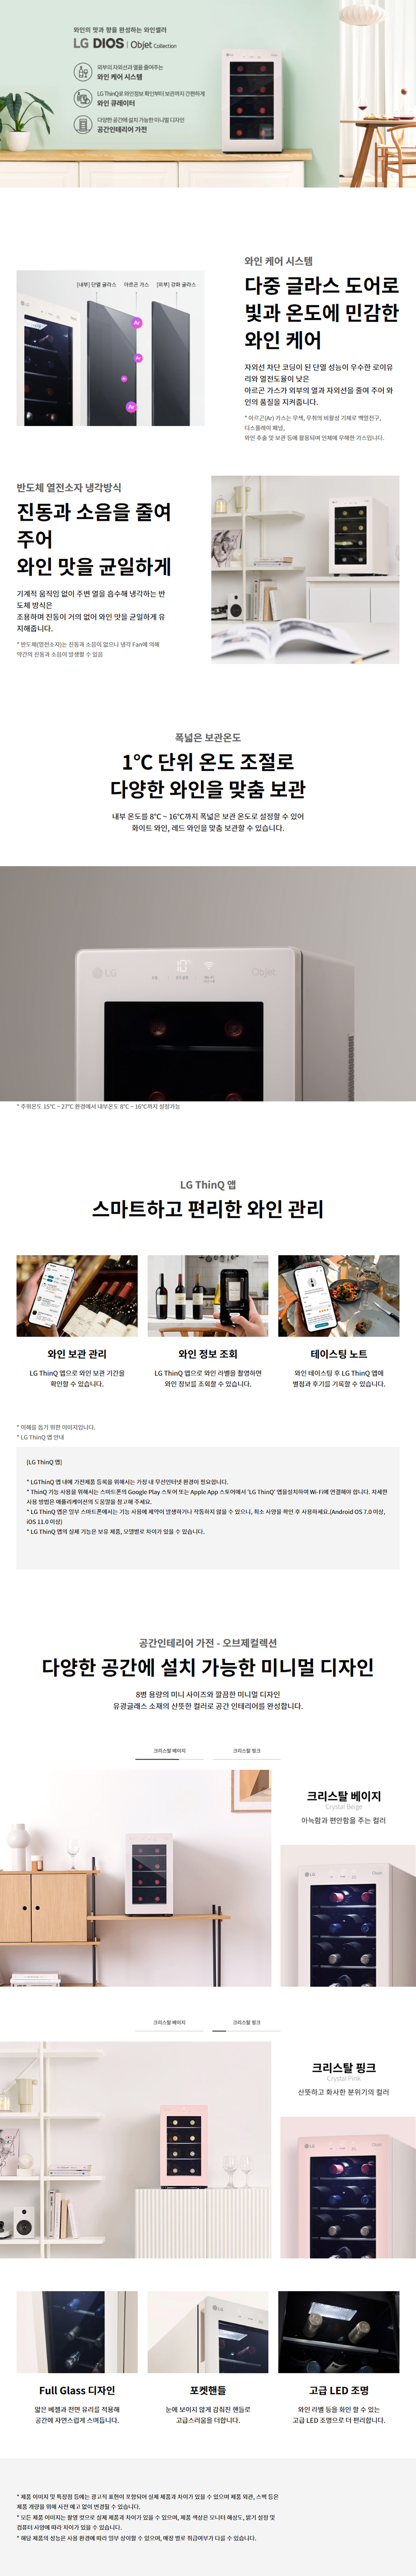 와인의 맛과 향을 완성하는 와인셀러
LG DIOS | Objet Collection
외부의 자외선과 열을 줄여주는
와인 케어 시스템
LG ThinQ로 와인정보 확인부터 보관까지 간편하게
와인 큐레이터
다양한 공간에 설치 가능한 미니멀 디자인
공간인테리어 가전
와인 케어 시스템
다중 글라스 도어로
빛과 온도에 민감한
와인 케어
[내부] 단열 글라스
아르곤 가스
[외부] 강화 글라스
Ar
Ar
Ar
Ar
자외선 차단 코딩이 된 단열 성능이 우수한 로이유
리와 열전도율이 낮은
아르곤 가스가 외부의 열과 자외선을 줄여 주어 와
인의 품질을 지켜줍니다.
* 아르곤(Ar) 가스는 무색, 무취의 비활성 기체로 백열전구,
디스플레이 패널,
와인 추출 및 보관 등에 활용되며 인체에 무해한 가스입니다.
반도체 열전소자 냉각방식
진동과 소음을 줄여
주어
와인 맛을 균일하게
기계적 움직임 없이 주변 열을 흡수해 냉각하는 반
도체 방식은
조용하며 진동이 거의 없어 와인 맛을 균일하게 유
지해줍니다.
* 반도체(열전소자)는 진동과 소음이 없으나 냉각 Fan에 의해
약간의 진동과 소음이 발생할 수 있음
폭넓은 보관온도
1℃ 단위 온도 조절로
다양한 와인을 맞춤 보관
내부 온도를 8℃ ~ 16℃까지 폭넓은 보관 온도로 설정할 수 있어
화이트 와인, 레드 와인을 맞춤 보관할 수 있습니다.
LG
10℃
Wi-Fi
Objet
* 주위온도 15℃ ~ 27℃ 환경에서 내부온도 8℃ ~ 16℃까지 설정가능
LG ThinQ 앱
스마트하고 편리한 와인 관리
와인 보관 관리
LG ThinQ 앱으로 와인 보관 기간을
확인할 수 있습니다.
와인 정보 조회
LG ThinQ 앱으로 와인 라벨을 촬영하면
와인 정보를 조회할 수 있습니다.
테이스팅 노트
와인 테이스팅 후 LG ThinQ 앱에
별점과 후기를 기록할 수 있습니다.
* 이해를 돕기 위한 이미지입니다.
* LG ThinQ 앱 안내
[LG ThinQ 앱]
* LGThinQ 앱 내에 가전제품 등록을 위해서는 가정 내 무선인터넷 환경이 필요합니다.
* ThinQ 기능 사용을 위해서는 스마트폰의 Google Play 스토어 또는 Apple App 스토어에서 'LG ThinQ' 앱을설치하여 Wi-Fi에 연결해야 합니다. 자세한
사용 방법은 애플리케이션의 도움말을 참고해 주세요.
* LG ThinQ 앱은 일부 스마트폰에서는 기능 사용에 제약이 발생하거나 작동하지 않을 수 있으니, 최소 사양을 확인 후 사용하세요.(Android OS 7.0 이상,
iOS 11.0 이상)
* LG ThinQ 앱의 실제 기능은 보유 제품, 모델별로 차이가 있을 수 있습니다.
공간인테리어 가전 - 오브제컬렉션
다양한 공간에 설치 가능한 미니멀 디자인
8병 용량의 미니 사이즈와 깔끔한 미니멀 디자인
유광글래스 소재의 산뜻한 컬러로 공간 인테리어를 완성합니다.
크리스탈 베이지
크리스탈 핑크
크리스탈 베이지
Crystal Beige
아늑함과 편안함을 주는 컬러
LG
Objet
크리스탈 베이지
크리스탈 핑크
크리스탈 핑크
Crystal Pink
산뜻하고 화사한 분위기의 컬러
LG
Objet
Full Glass 디자인
얇은 베젤과 전면 유리를 적용해
공간에 자연스럽게 스며듭니다.
포켓핸들
눈에 보이지 않게 감춰진 핸들로
고급스러움을 더합니다.
고급 LED 조명
와인 라벨 등을 확인 할 수 있는
고급 LED 조명으로 더 편리합니다.
* 제품 이미지 및 특장점 등에는 광고적 표현이 포함되어 실제 제품과 차이가 있을 수 있으며 제품 외관, 스펙 등은
제품 개량을 위해 사전 예고 없이 변경될 수 있습니다.
* 모든 제품 이미지는 촬영 컷으로 실제 제품과 차이가 있을 수 있으며, 제품 색상은 모니터 해상도, 밝기 설정 및
컴퓨터 사양에 따라 차이가 있을 수 있습니다.
* 해당 제품의 성능은 사용 환경에 따라 일부 상이할 수 있으며, 매장 별로 취급여부가 다를 수 있습니다.